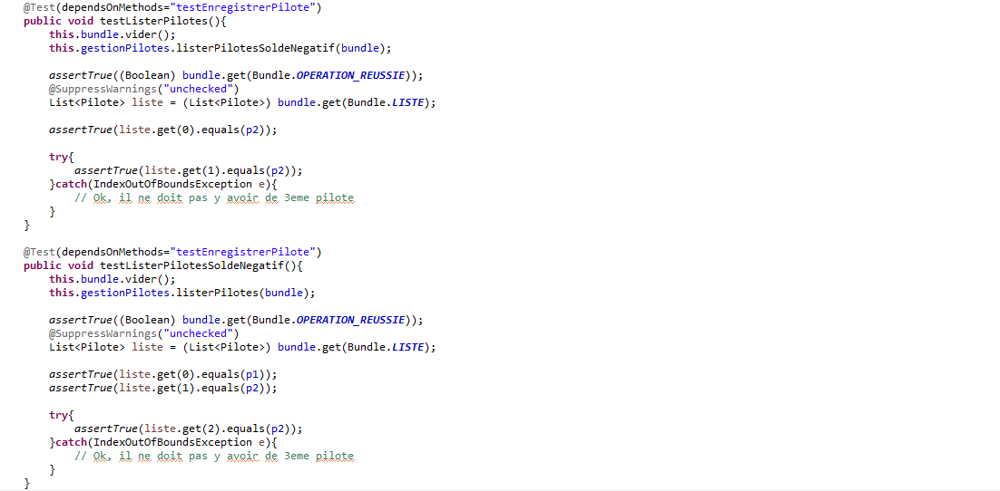 @Test(dependsOnMethods="testEnregistrerPilote")
public void testListerPilotes(){
this.bundle.vider();
this.gestionPilotes.listerPilotesSoldeNegatif(bundle);
assertTrue((Boolean) bundle.get(Bundle.OPERATION_REUSSIE));
@SuppressWarnings("unchecked")
List<Pilote> liste = (List<Pilote>) bundle.get(Bundle.LISTE);
assertTrue(liste.get(0).equals(p2));
try{
assertTrue(liste.get(1).equals(p2));
}catch(IndexOutOfBoundsException e){
// Ok, il ne doit pas y avoir de 3eme pilote
}
}
@Test(dependsOnMethods="testEnregistrerPilote")
public void testListerPilotesSoldeNegatif(){
this.bundle.vider();
this.gestionPilotes.listerPilotes(bundle);
assertTrue((Boolean) bundle.get(Bundle.OPERATION_REUSSIE));
@SuppressWarnings("unchecked")
List<Pilote> liste = (List<Pilote>) bundle.get(Bundle.LISTE);
assertTrue(liste.get(0).equals(p1));
assertTrue(liste.get(1).equals(p2));
try{
assertTrue(liste.get(2).equals(p2));
}catch(IndexOutOfBoundsException e){
// Ok, il ne doit pas y avoir de 3eme pilote
}
}